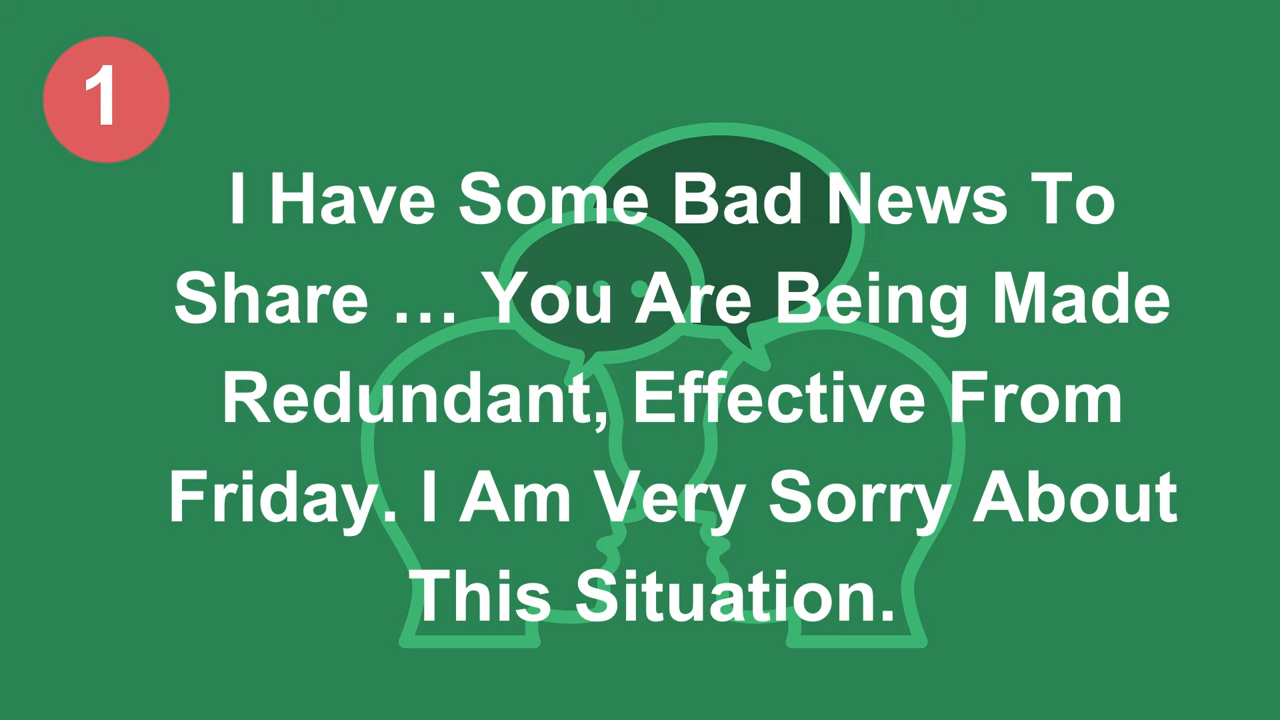 1
I Have Some Bad News To
Share … You Are Being Made
Redundant, Effective From
Friday. I Am Very Sorry About
This Situation.